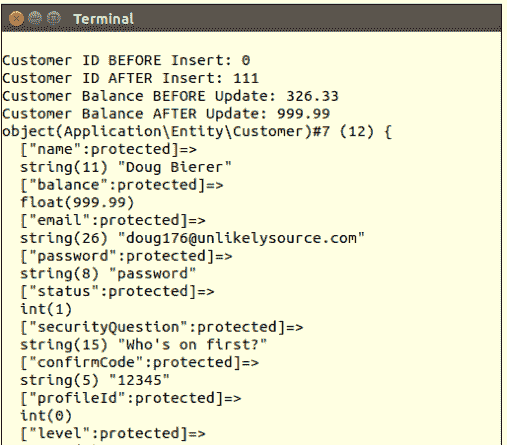 Terminal
Customer ID BEFORE Insert: 0
Customer ID AFTER Insert: 111
Customer Balance BEFORE Update: 326.33
Customer Balance AFTER Update: 999.99
object(Application\Entity\Customer)#7 (12) {
  ["name":protected]=>
  string(11) "Doug Bierer"
  ["balance":protected]=>
  float(999.99)
  ["email":protected]=>
  string(26) "doug176@unlikelysource.com"
  ["password":protected]=>
  string(8) "password"
  ["status":protected]=>
  int(1)
  ["securityQuestion":protected]=>
  string(15) "Who's on first?"
  ["confirmCode":protected]=>
  string(5) "12345"
  ["profileId":protected]=>
  int(0)
  ["level":protected]=>